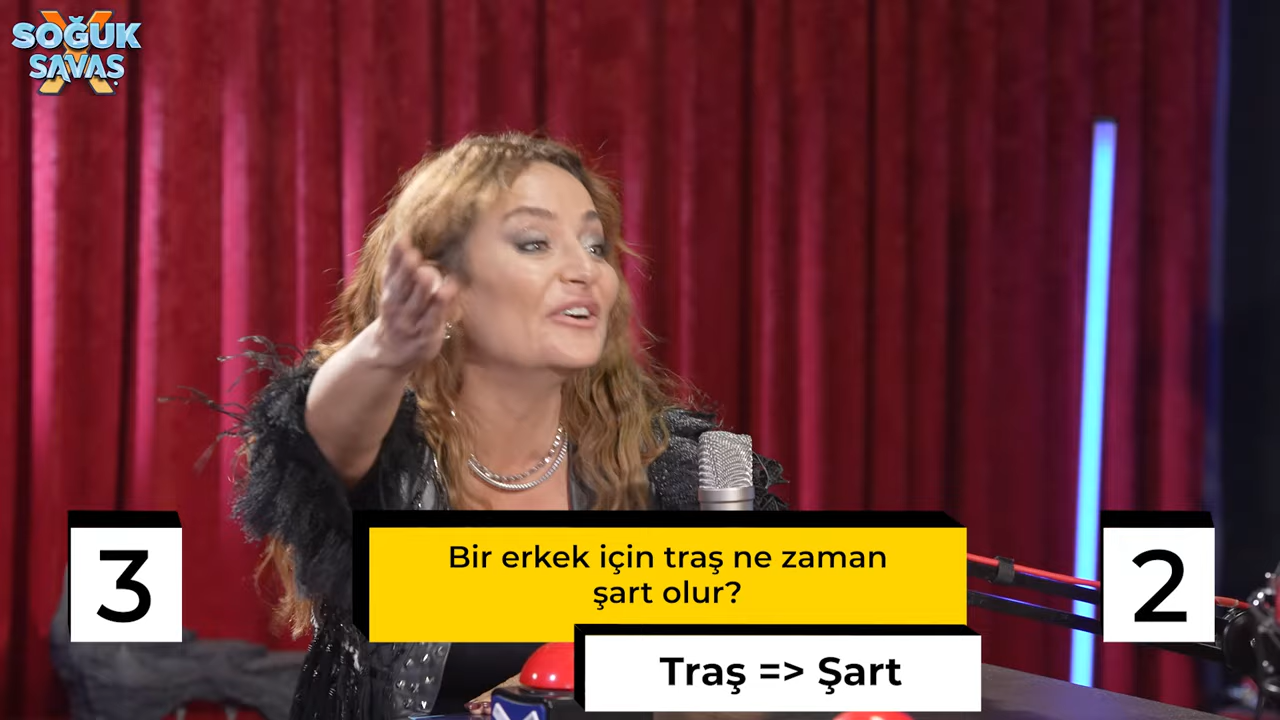 SOĞUK
SAVAŞ
3
Bir erkek için traş ne zaman
şart olur?
2
Traş => Şart